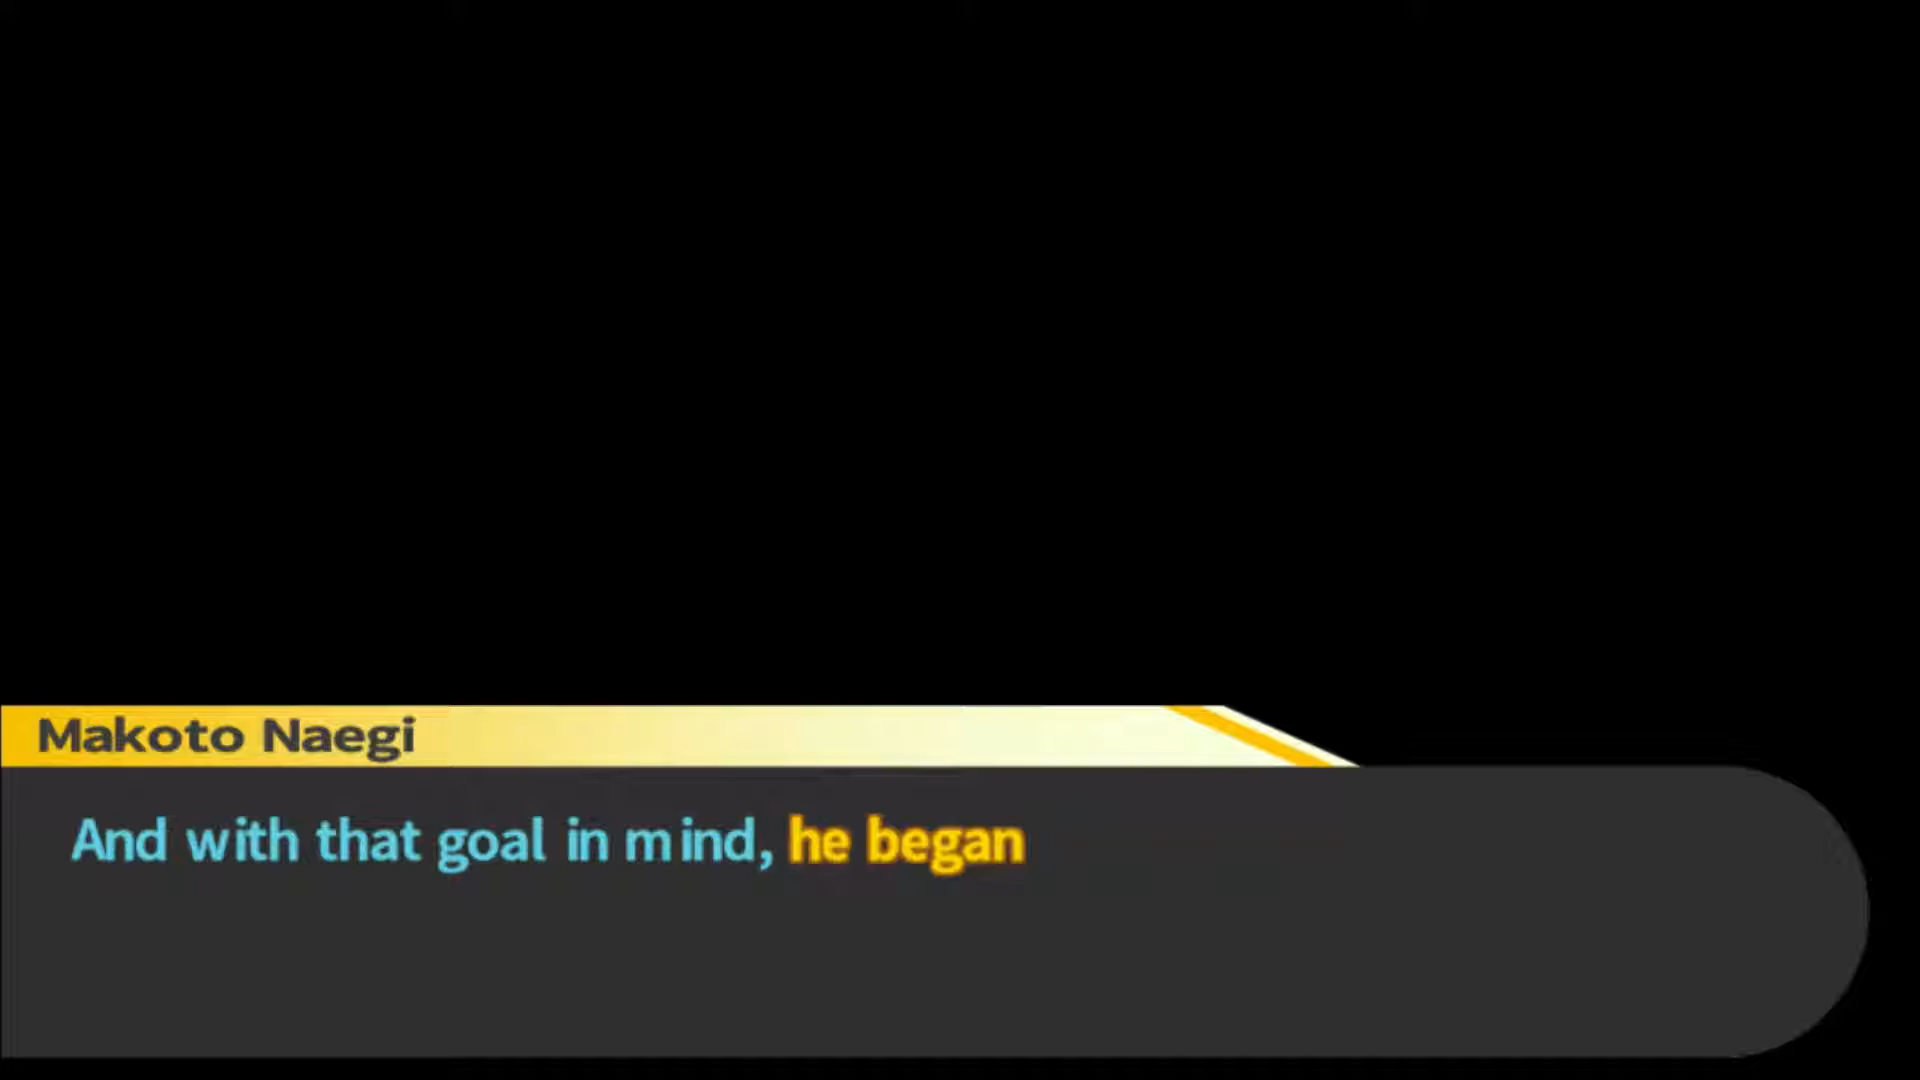 Makoto Naegi
And with that goal in mind, he began